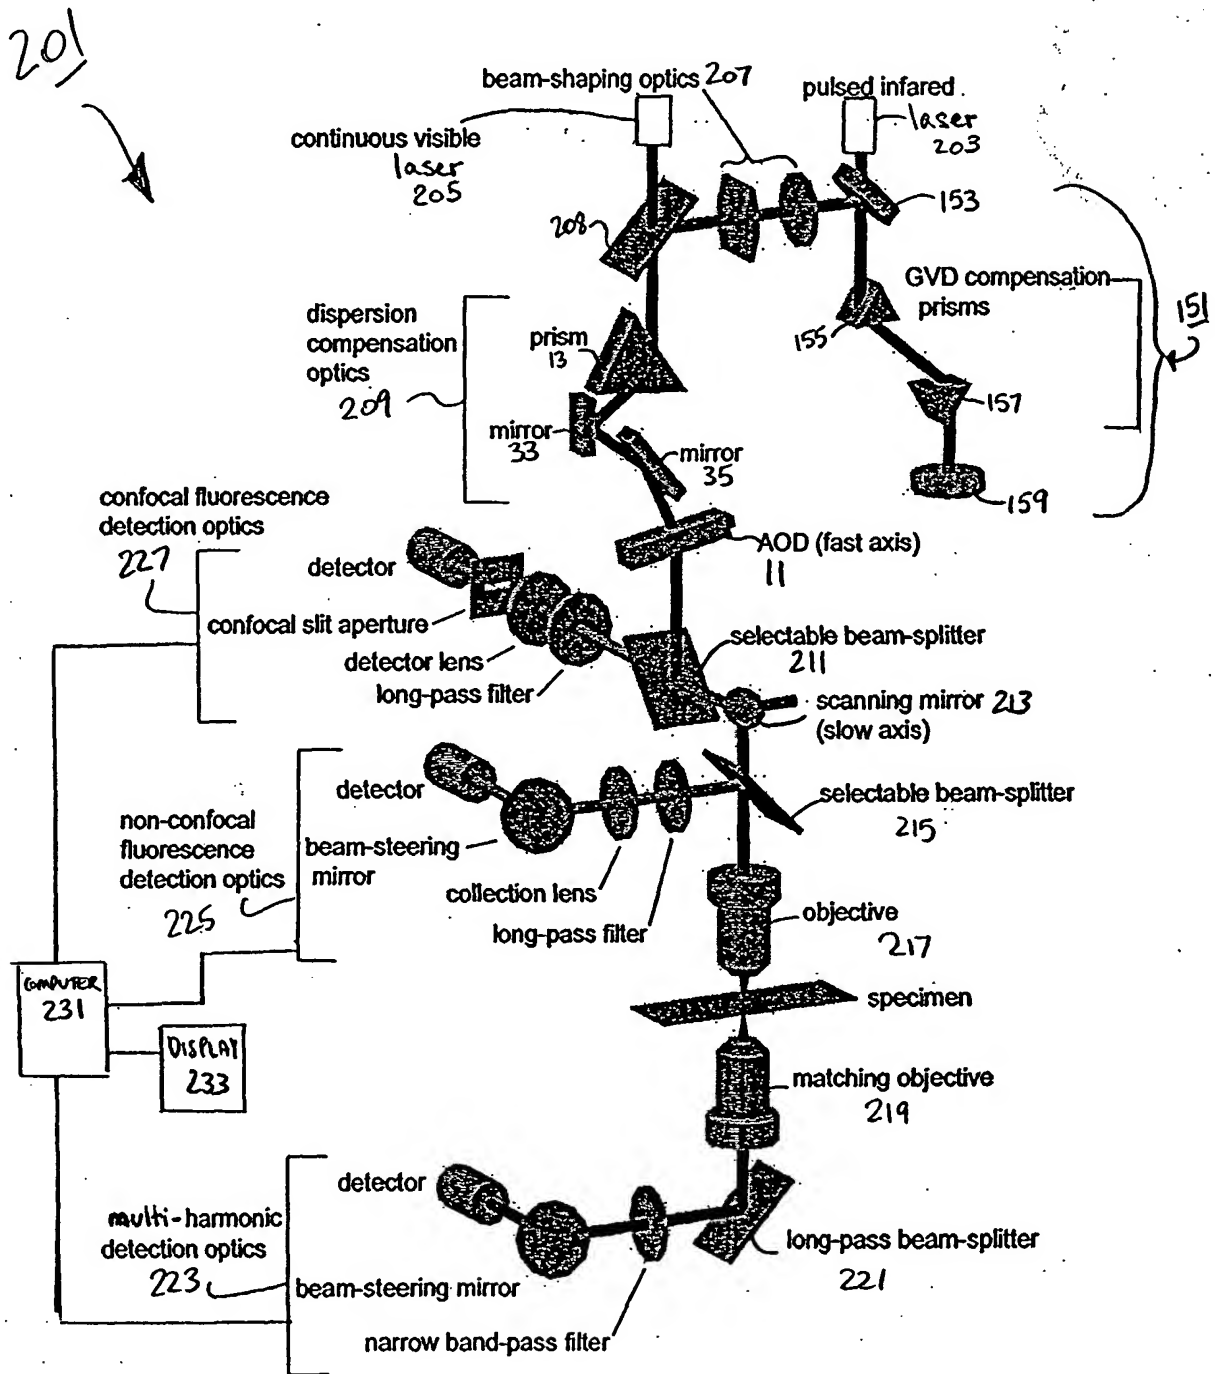 201
beam-shaping optics 207
pulsed infared
laser
203
continuous visible
laser
205
153
208
GVD compensation
prisms
151
dispersion
compensation
optics
209
prism
13
155
157
mirror
33
mirror
35
159
confocal fluorescence
detection optics
227
detector
AOD (fast axis)
11
confocal slit aperture
selectable beam-splitter
211
detector lens
long-pass filter
scanning mirror 213
(slow axis)
detector
selectable beam-splitter
215
non-confocal
fluorescence
detection optics
225
beam-steering
mirror
collection lens
long-pass filter
objective
217
COMPUTER
231
specimen
DISPLAY
233
matching objective
219
detector
multi-harmonic
detection optics
223
long-pass beam-splitter
221
beam-steering mirror
narrow band-pass filter